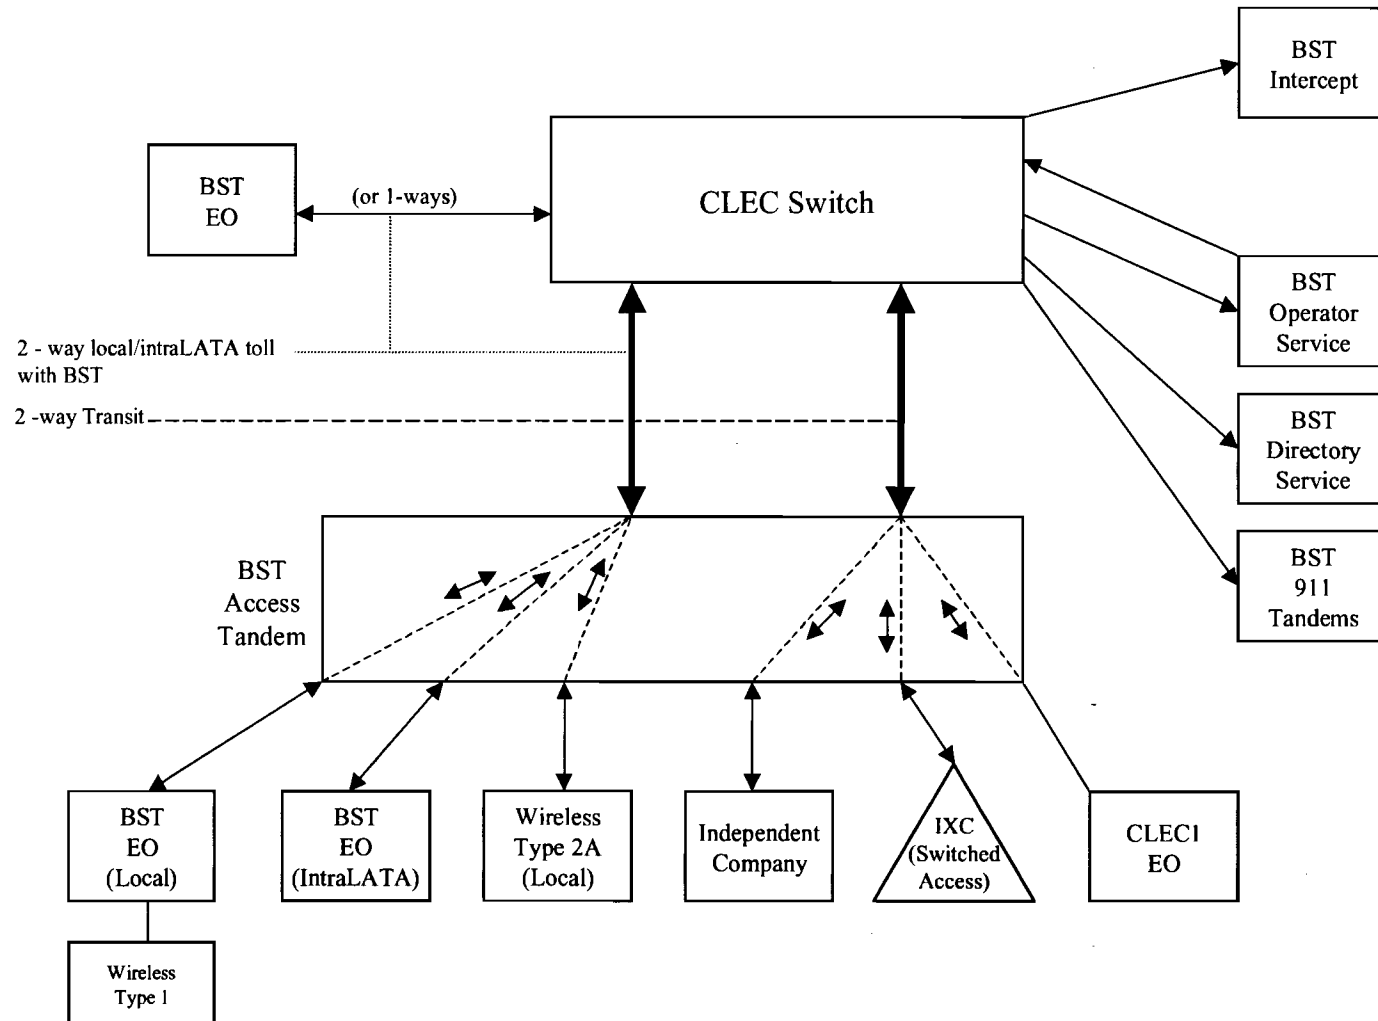 BST
Intercept
BST
EO
(or 1-ways)
CLEC Switch
BST
Operator
Service
2 - way local/intraLATA toll
with BST
2 -way Transit
BST
Directory
Service
BST
911
Tandems
BST
Access
Tandem
BST
EO
(Local)
BST
EO
(IntraLATA)
Wireless
Type 2A
(Local)
Independent
Company
IXC
(Switched
Access)
CLEC1
EO
Wireless
Type 1